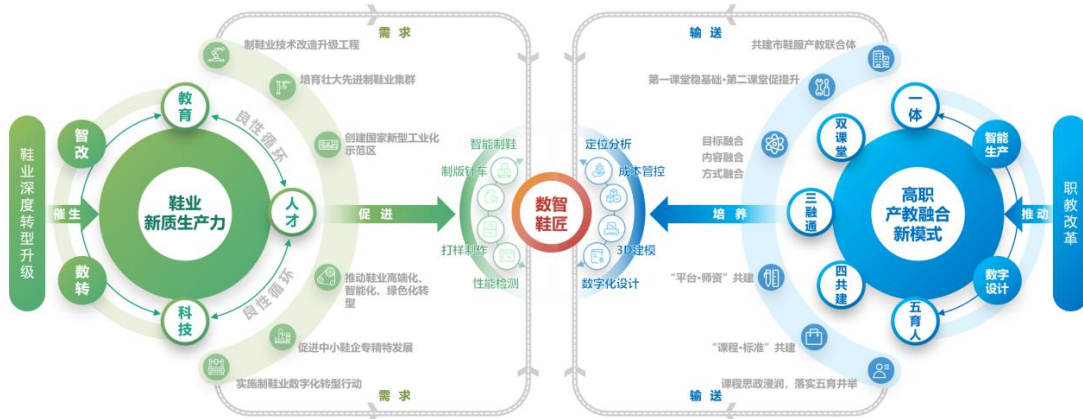 需 求
输 送
制鞋业技术改造升级工程
培育壮大先进制鞋业集群
创建国家新型工业化
示范区
推动鞋业高端化、
智能化、绿色化转
型
促进中小鞋企专精特发展
实施制鞋业数字化转型行动
鞋业深度转型升级
催生
智改
数转
教育
人才
科技
良性循环
良性循环
鞋业
新质生产力
促 进
智能制鞋
制版针车
打样制作
性能检测
数智
鞋匠
定位分析
成本管控
3D建模
数字化设计
培 养
共建市鞋服产教联合体
第一课堂稳基础·第二课堂促提升
目标融合
内容融合
方式融合
“平台·师资”共建
“课程·标准”共建
课程思政浸润，落实五育并举
一体
双课堂
三融通
四共建
五育人
高职
产教融合
新模式
智能
生产
数字
设计
推动
职教改革
需 求
输 送